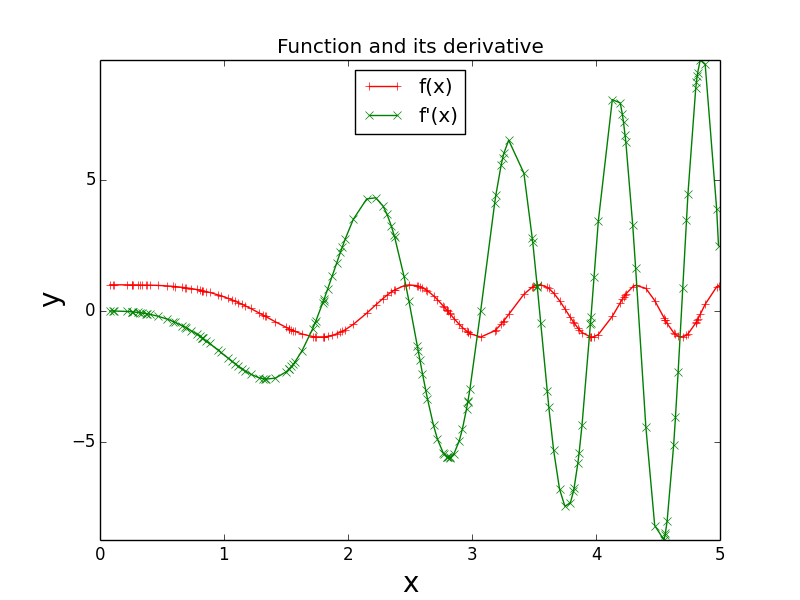 Function and its derivative
f(x)
f'(x)
5
0
−5
y
0 1 2 3 4 5
x